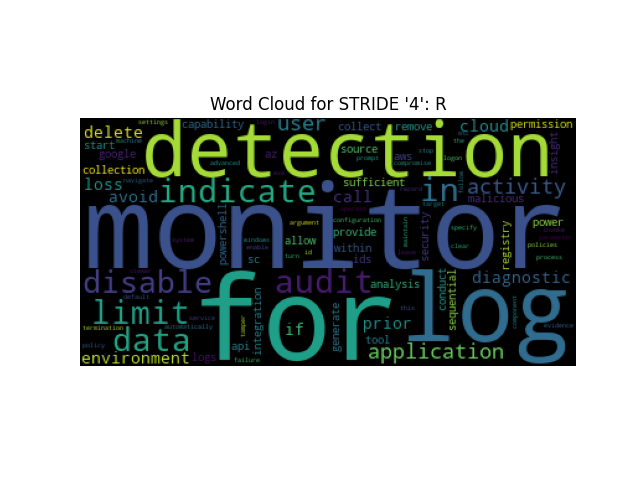 Word Cloud for STRIDE '4': R
settings capability user collect remove cloud permission
delete detection
start machine source the
google advanced az prompt aws logon insight
collection sufficient compromise
loss indicate call in activity
avoid target malicious
monitor
powershell argument configuration maintain specify registry power
mindows allow provide security invoke
system enable within clear policies
sc turn id ids leave process
disable for audit analysis log conduct diagnostic
default this sequential
limit service integration tamper generate prior component
termination automatically if evidence
data api tool
policy logs application
environment failure